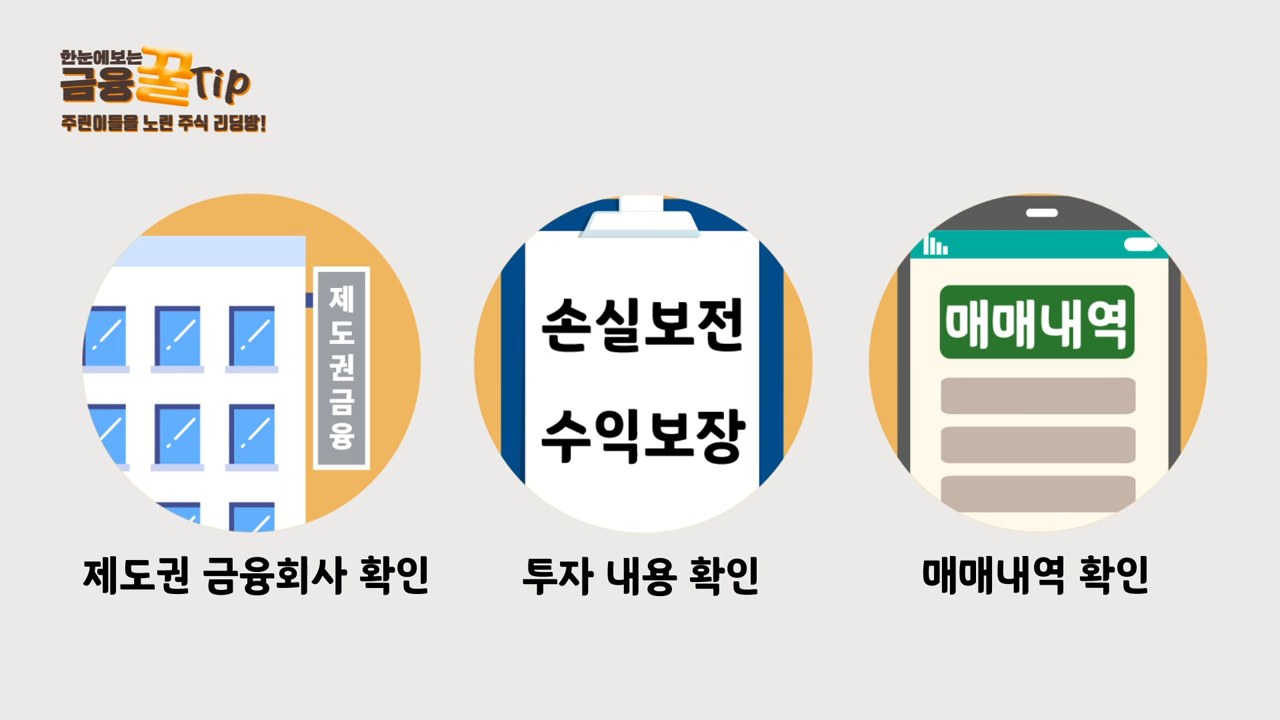 한눈에보는
금융꿀Tip
주린이들을 노린 주식 리딩방!
제도권금융
손실보전
수익보장
매매내역
제도권 금융회사 확인
투자 내용 확인
매매내역 확인